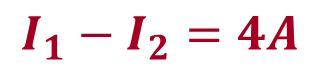 I₁ − I₂ = 4A